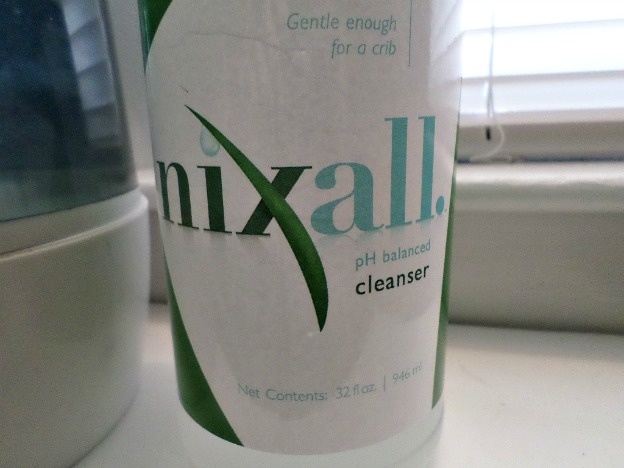 Gentle enough
for a crib
nixall.
pH balanced
cleanser
Net Contents: 32 fl oz. | 946 ml